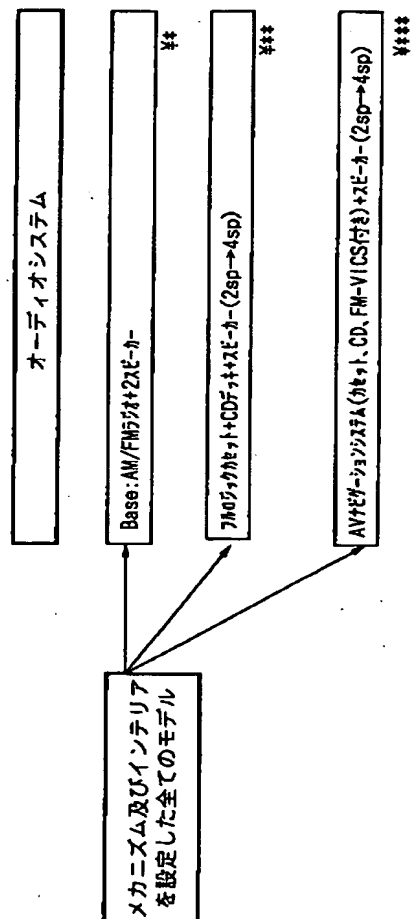 オーディオシステム
メカニズム及びインテリア
を設定した全てのモデル
Base:AM/FMラジオ+2スピーカー
¥**
フルロジックカセット+CDデッキ+スピーカー(2sp→4sp)
¥***
AVナビゲーションシステム(カセット、CD、FM-VICS付き)+スピーカー(2sp→4sp)
¥***